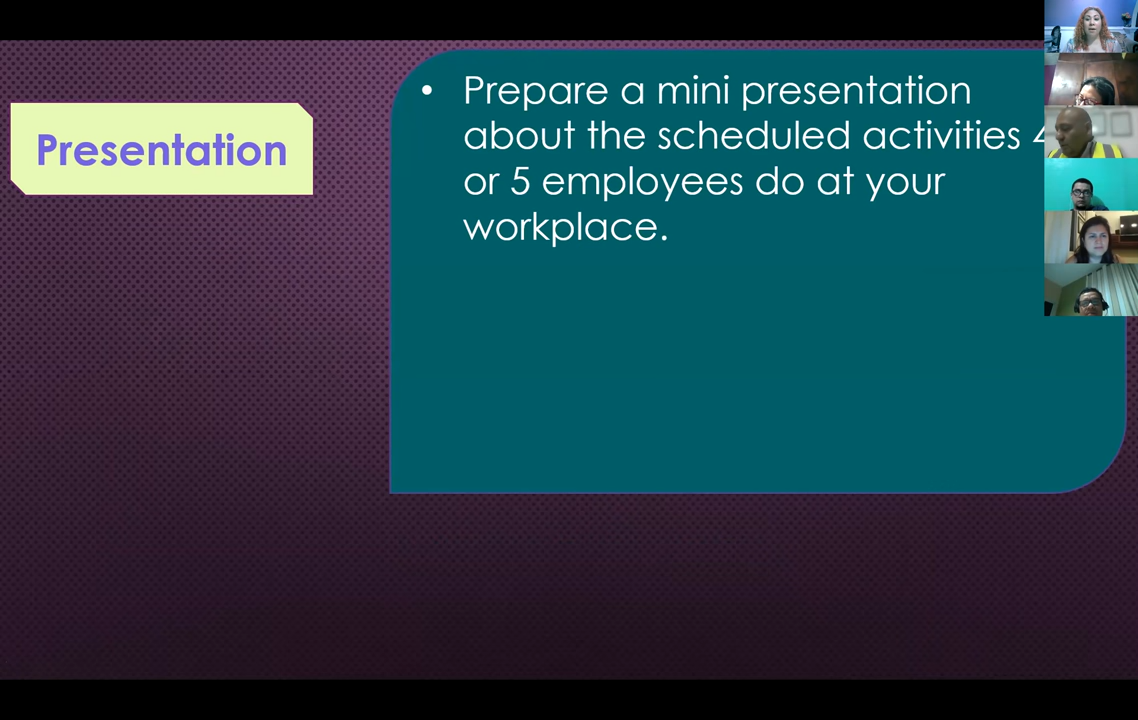 Presentation
• Prepare a mini presentation
about the scheduled activities 4
or 5 employees do at your
workplace.